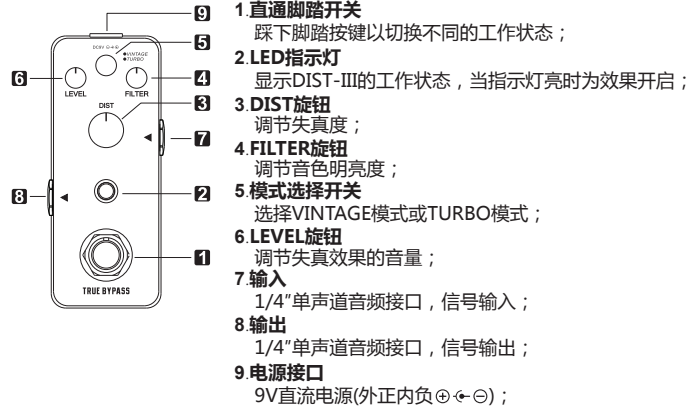 9
DC9V ⊖-⊕
5
●VINTAGE
●TURBO
6
4
LEVEL
FILTER
DIST
3
7
8
2
1
TRUE BYPASS
1.直通脚踏开关
踩下脚踏按键以切换不同的工作状态；
2.LED指示灯
显示DIST-III的工作状态，当指示灯亮时为效果开启；
3.DIST旋钮
调节失真度；
4.FILTER旋钮
调节音色明亮度；
5.模式选择开关
选择VINTAGE模式或TURBO模式；
6.LEVEL旋钮
调节失真效果的音量；
7.输入
1/4"单声道音频接口，信号输入；
8.输出
1/4"单声道音频接口，信号输出；
9.电源接口
9V直流电源(外正内负⊕-⊖)；